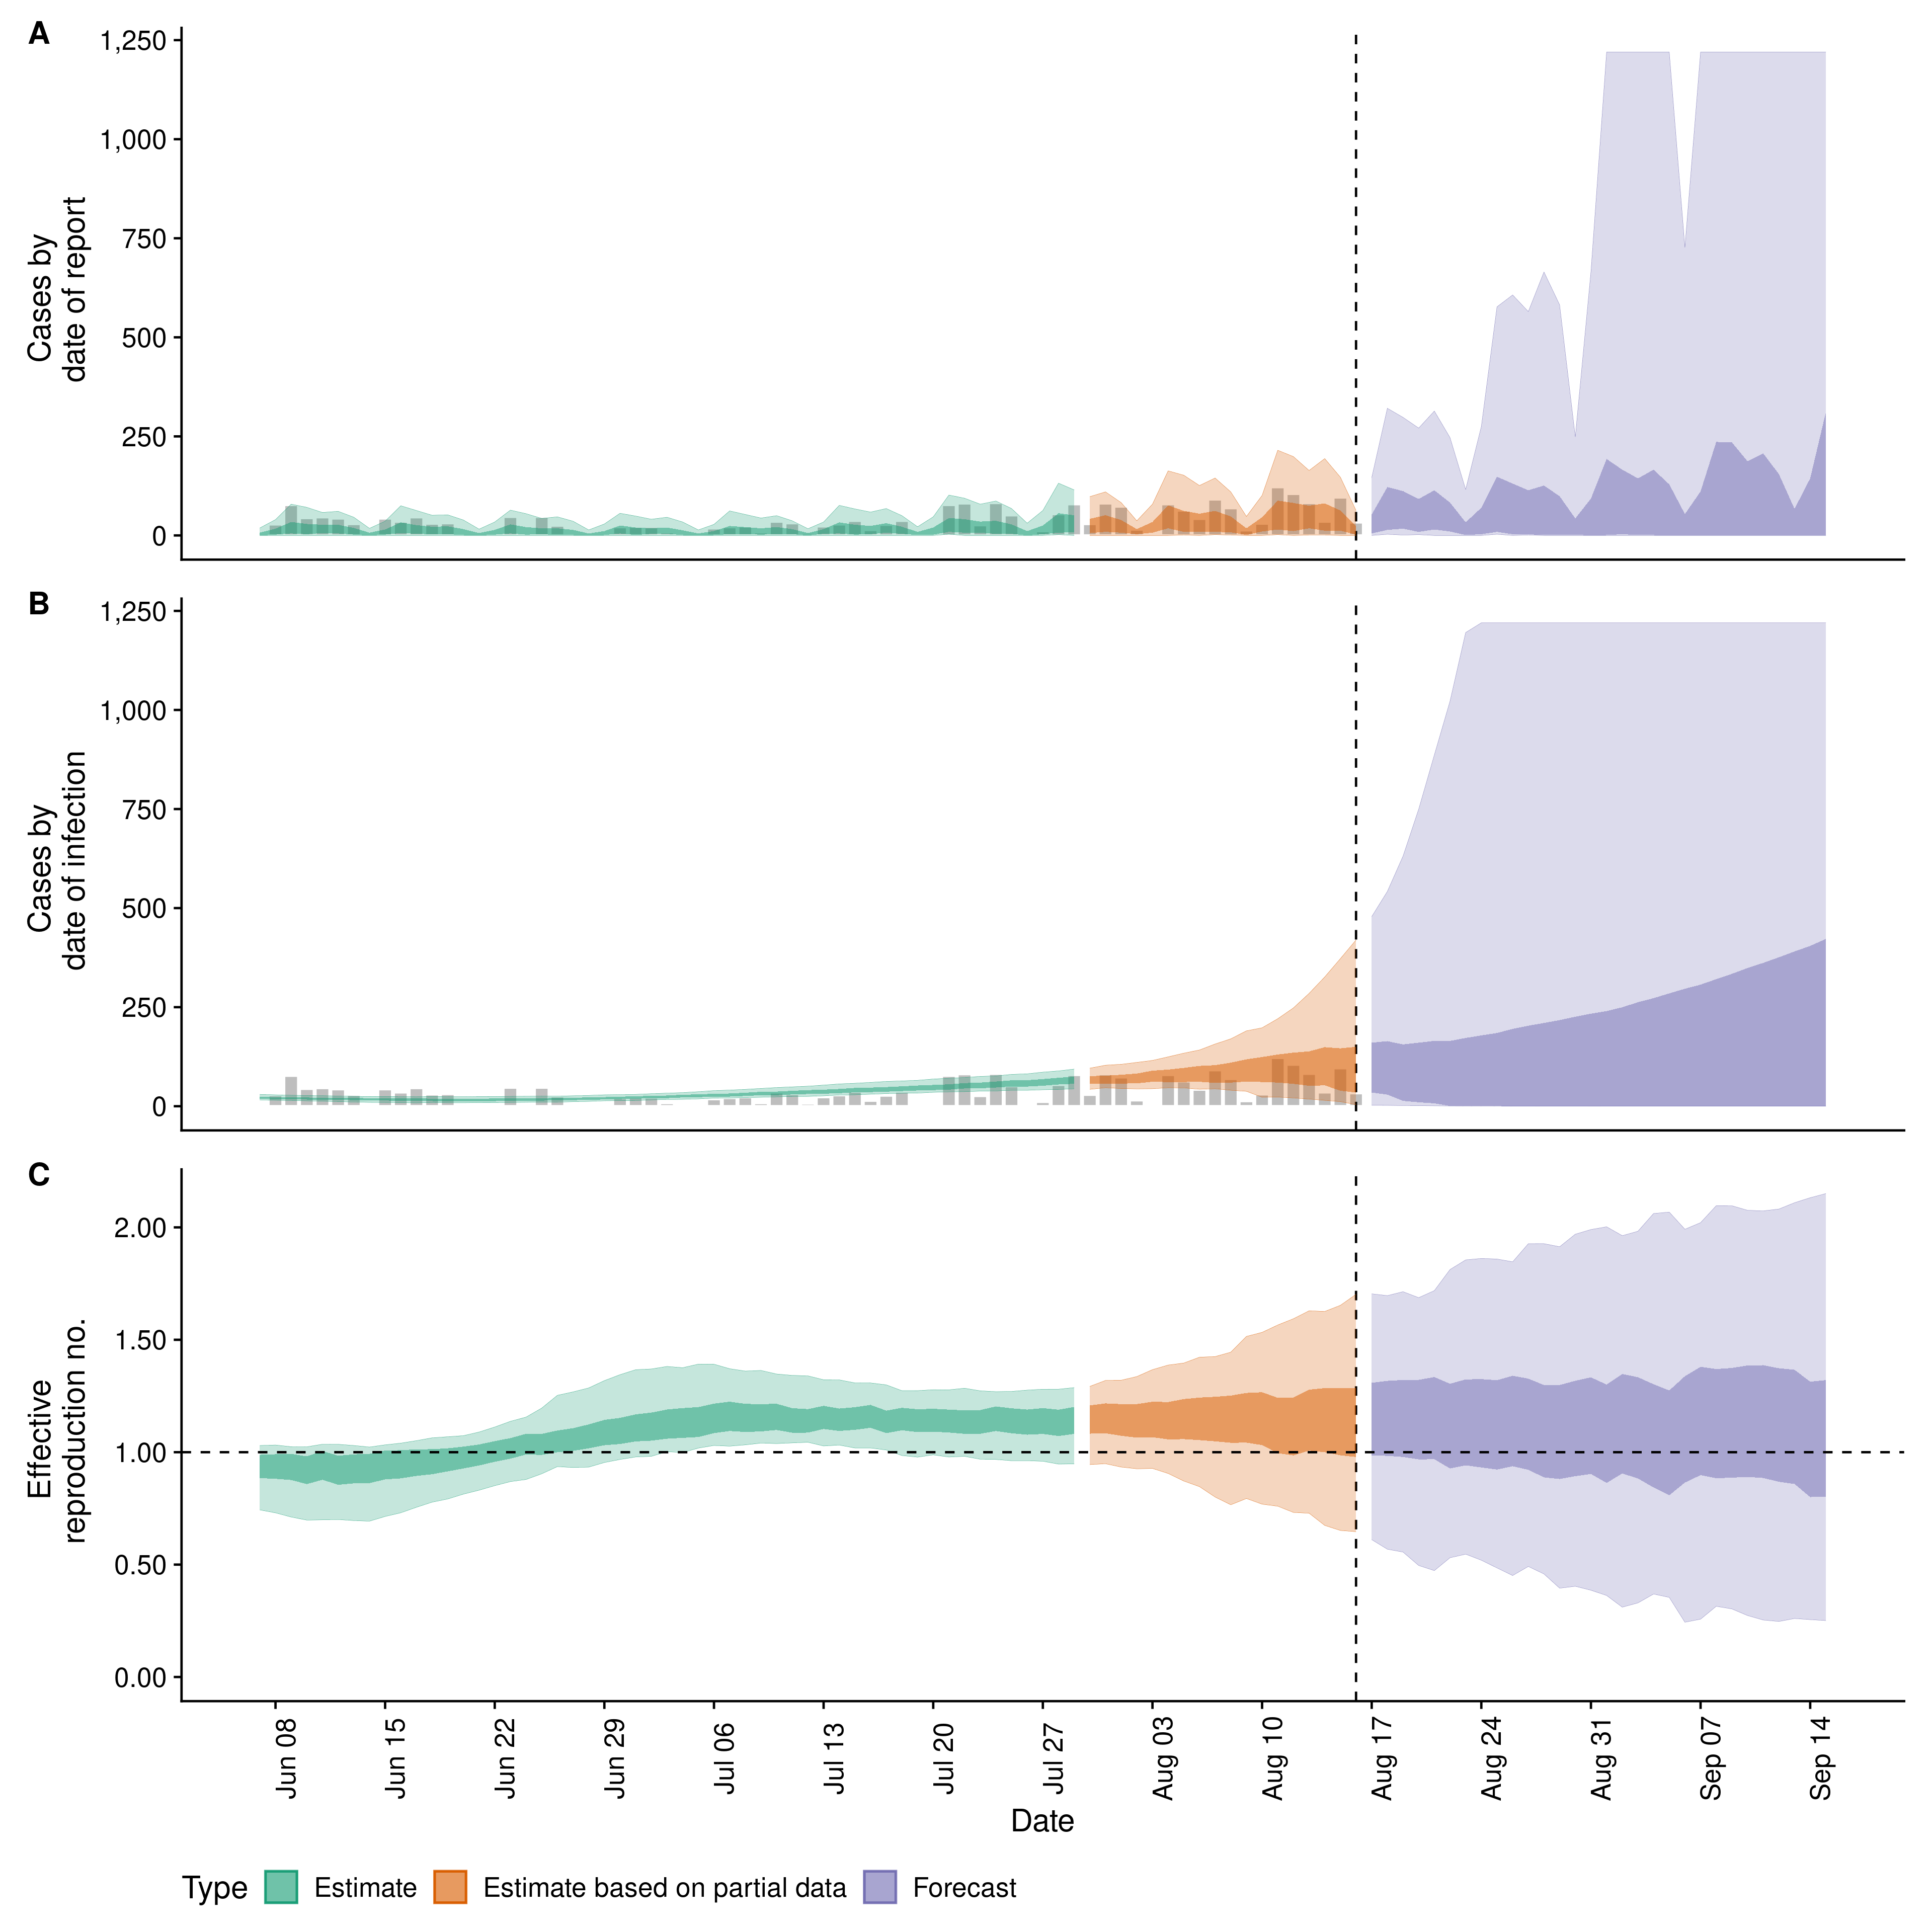 A
1,250
1,000
750
500
250
0
Cases by
date of report
B
1,250
1,000
750
500
250
0
Cases by
date of infection
C
2.00
1.50
1.00
0.50
0.00
Effective
reproduction no.
Jun 08
Jun 15
Jun 22
Jun 29
Jul 06
Jul 13
Jul 20
Jul 27
Aug 03
Aug 10
Aug 17
Aug 24
Aug 31
Sep 07
Sep 14
Date
Type Estimate Estimate based on partial data Forecast